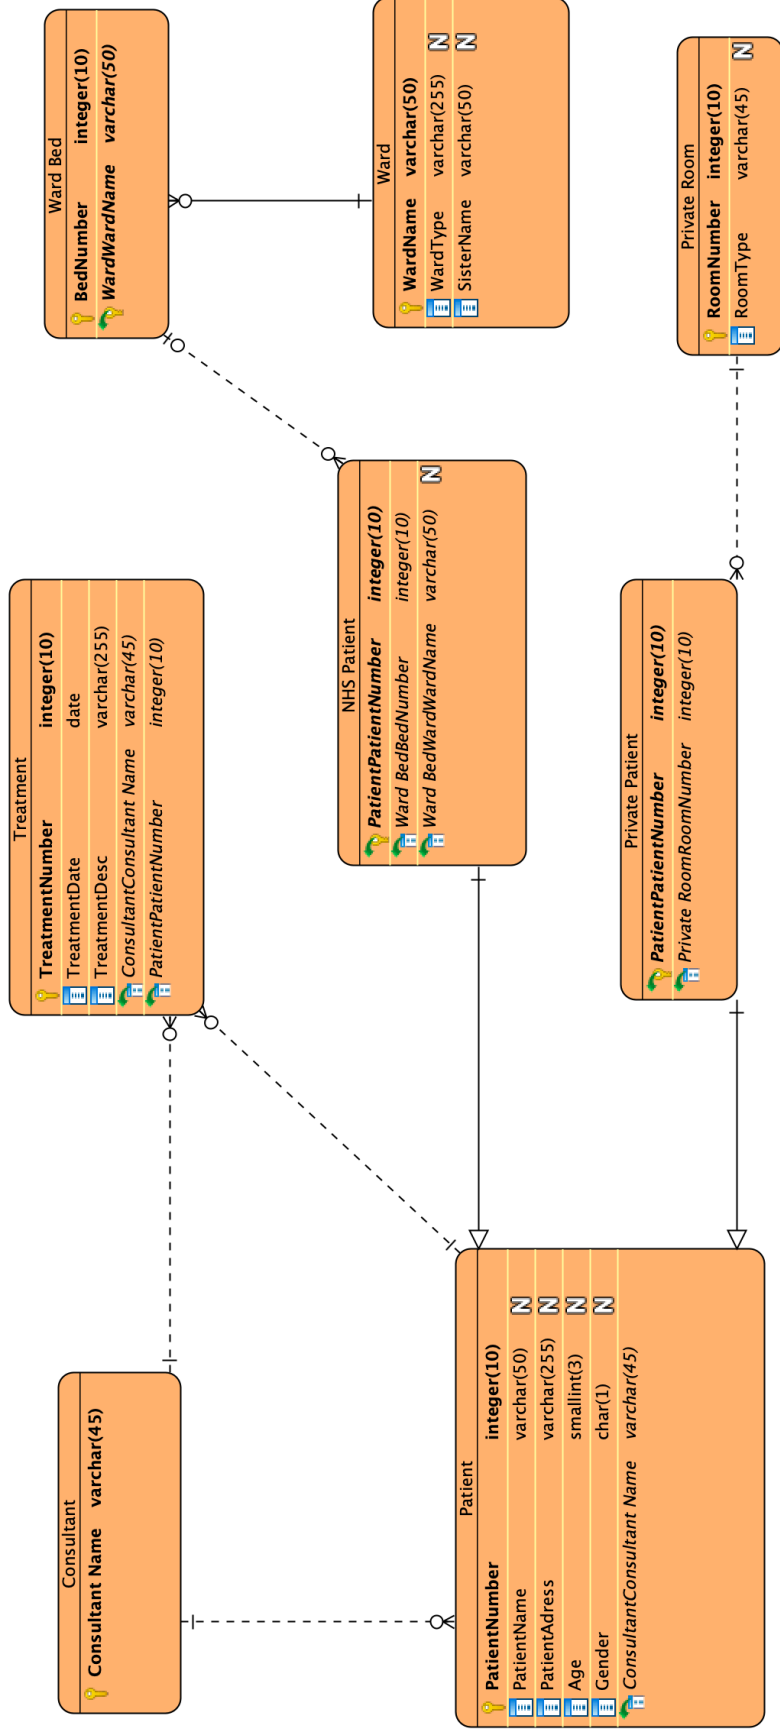 Consultant
Consultant Name varchar(45)
Treatment
TreatmentNumber integer(10)
TreatmentDate date
TreatmentDesc varchar(255)
ConsultantConsultant Name varchar(45)
PatientPatientNumber integer(10)
Ward Bed
BedNumber integer(10)
WardWardName varchar(50)
Patient
PatientNumber integer(10)
PatientName varchar(50) N
PatientAdress varchar(255) N
Age smallint(3) N
Gender char(1) N
ConsultantConsultant Name varchar(45)
NHS Patient
PatientPatientNumber integer(10)
Ward BedBedNumber integer(10)
Ward BedWardWardName varchar(50) N
Ward
WardName varchar(50)
WardType varchar(255) N
SisterName varchar(50) N
Private Patient
PatientPatientNumber integer(10)
Private RoomRoomNumber integer(10)
Private Room
RoomNumber integer(10)
RoomType varchar(45) N